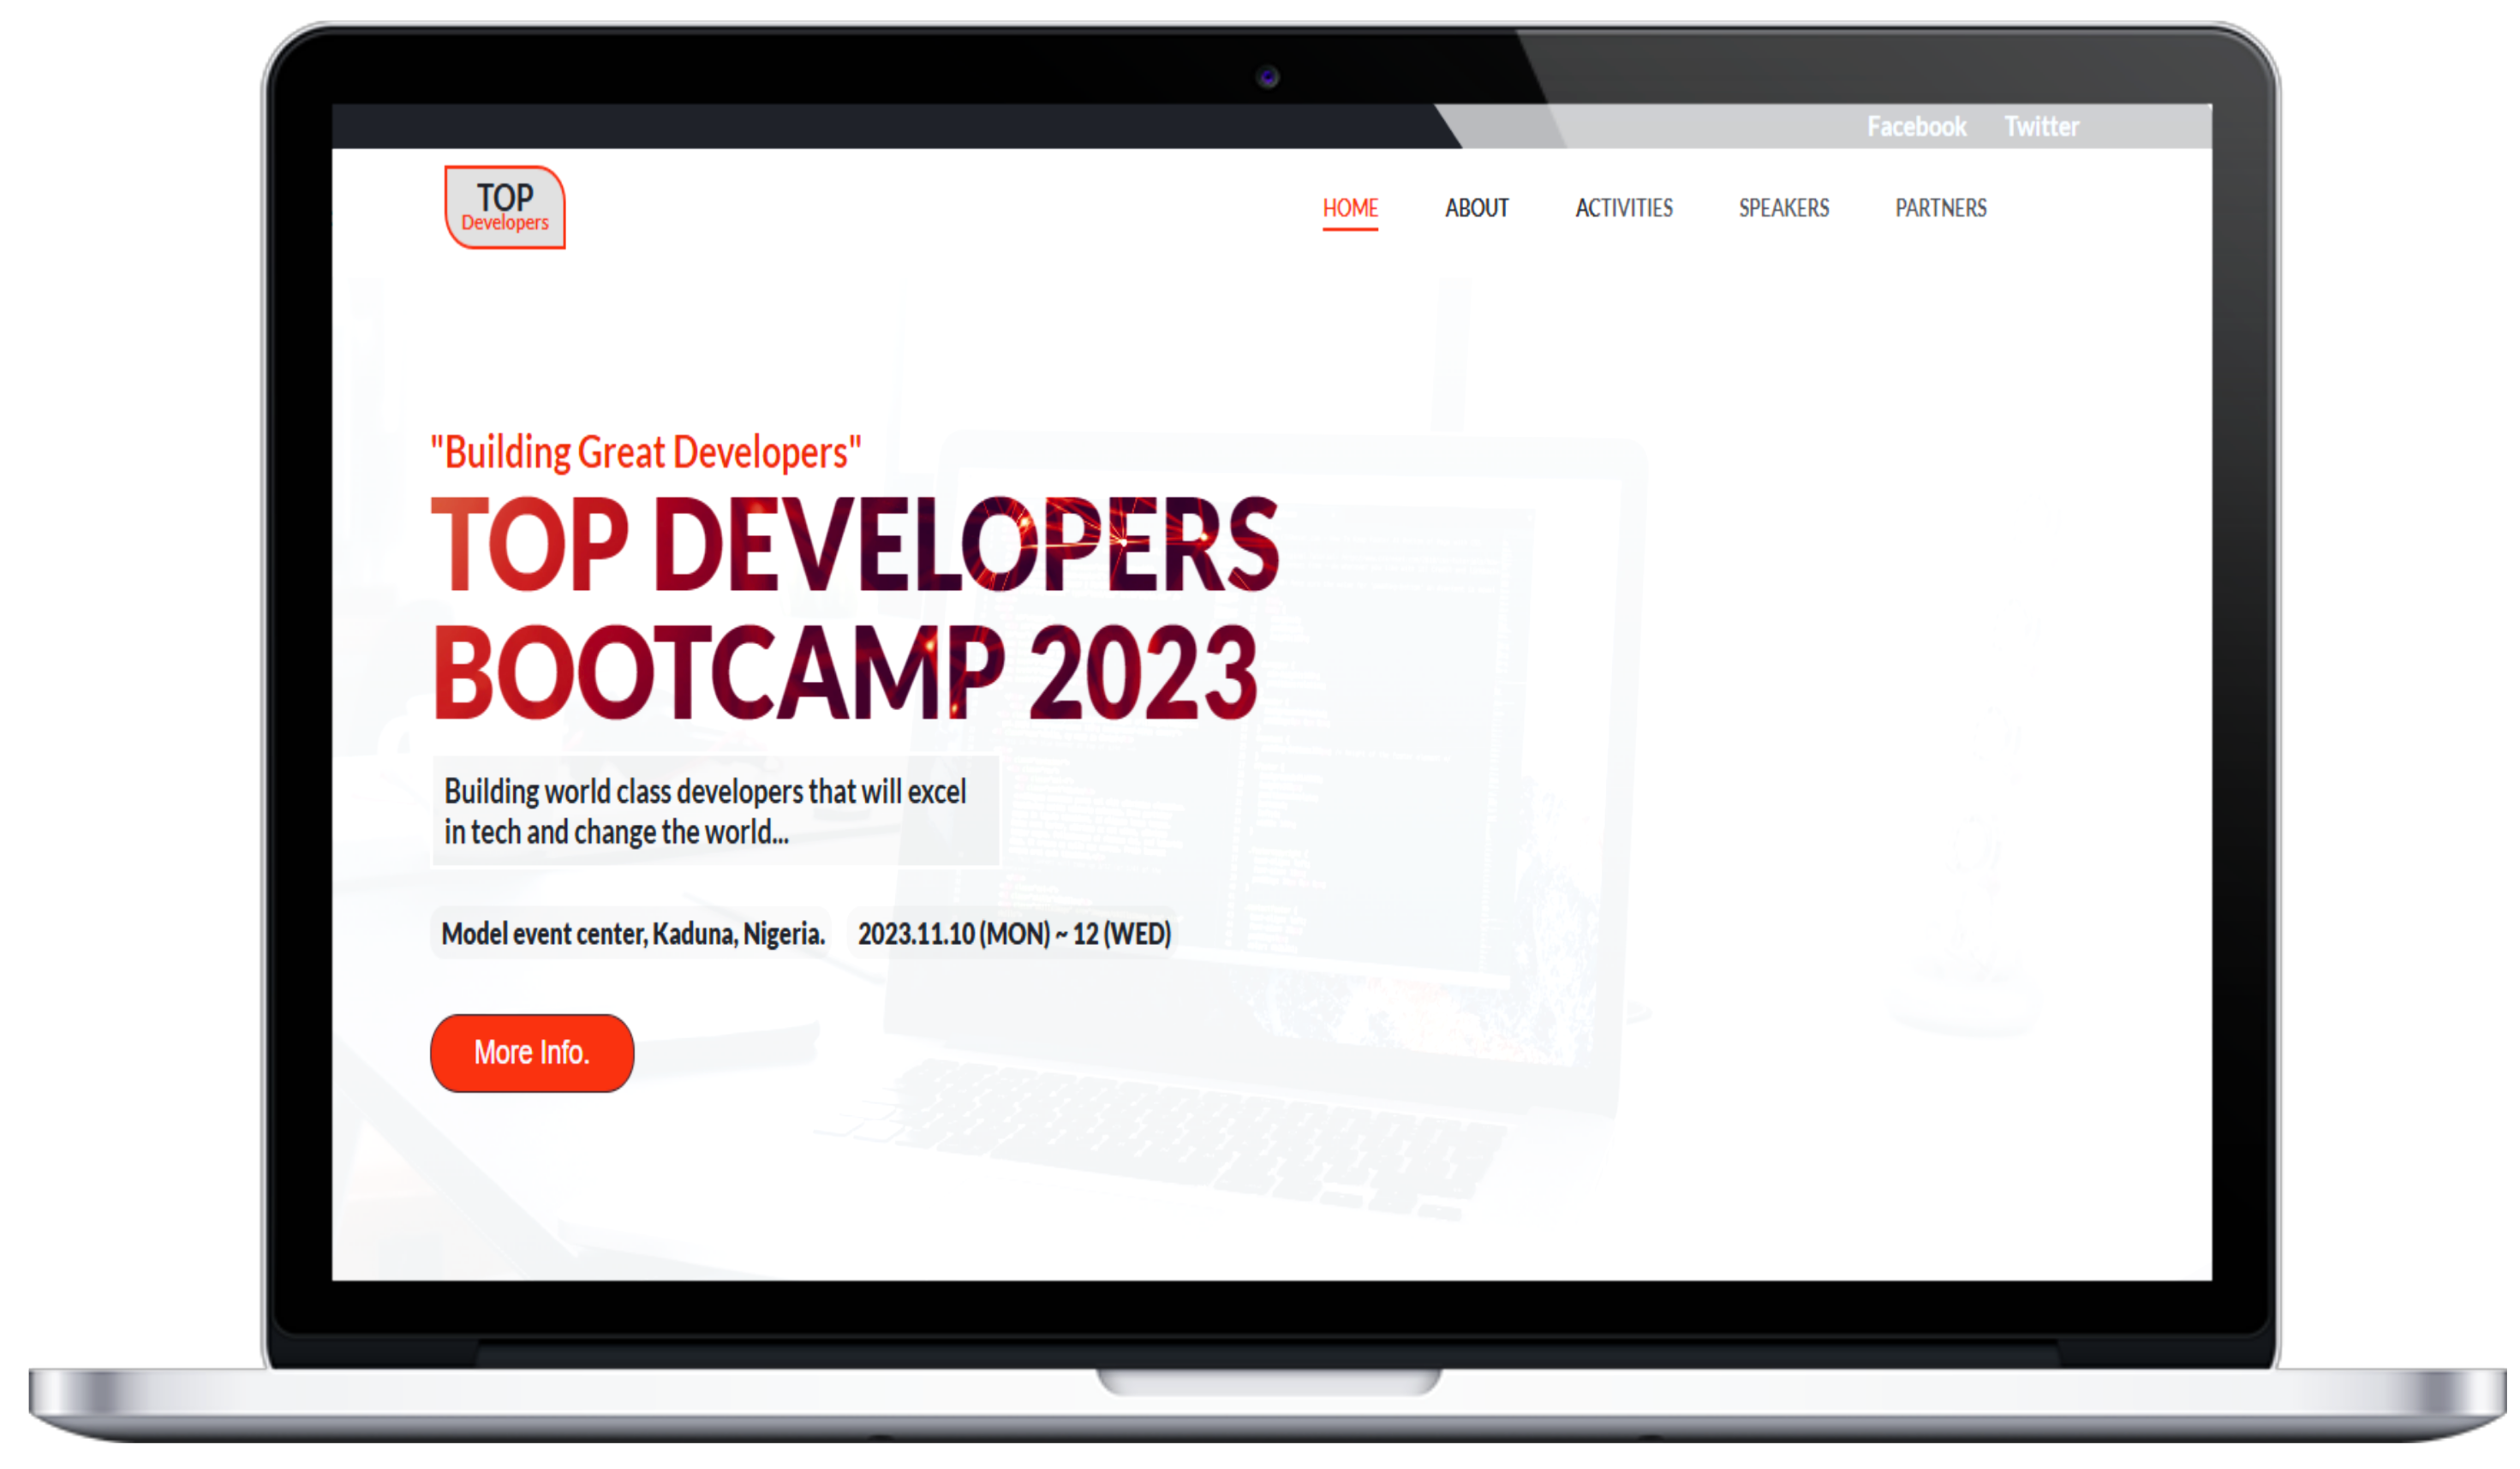 Facebook Twitter
TOP
Developers
HOME ABOUT ACTIVITIES SPEAKERS PARTNERS
"Building Great Developers"
TOP DEVELOPERS
BOOTCAMP 2023
Building world class developers that will excel
in tech and change the world...
Model event center, Kaduna, Nigeria. 2023.11.10 (MON) ~ 12 (WED)
More Info.